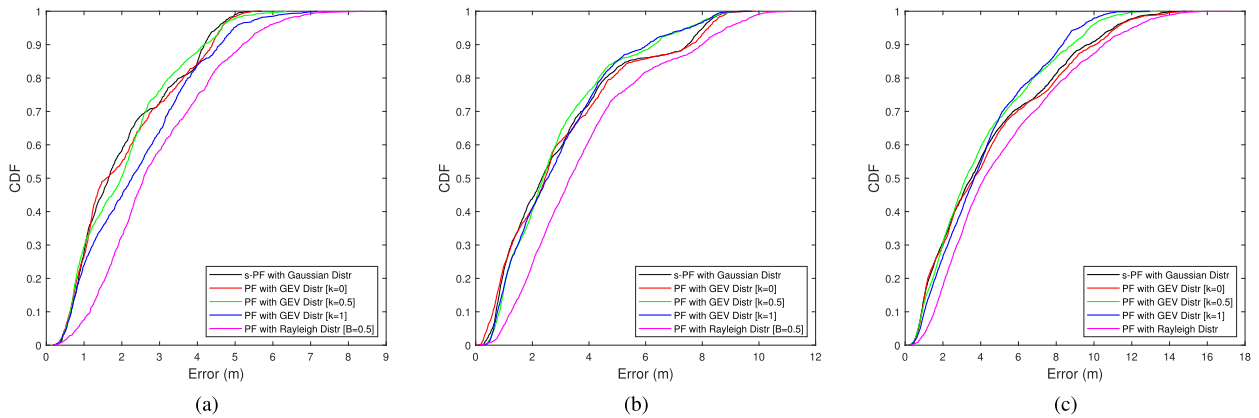 1
0.9
0.8
0.7
0.6
0.5
0.4
0.3
0.2
0.1
0
CDF
0 1 2 3 4 5 6 7 8 9
Error (m)
s-PF with Gaussian Distr
PF with GEV Distr [k=0]
PF with GEV Distr [k=0.5]
PF with GEV Distr [k=1]
PF with Rayleigh Distr [B=0.5]
(a)
1
0.9
0.8
0.7
0.6
0.5
0.4
0.3
0.2
0.1
0
CDF
0 2 4 6 8 10 12
Error (m)
s-PF with Gaussian Distr
PF with GEV Distr [k=0]
PF with GEV Distr [k=0.5]
PF with GEV Distr [k=1]
PF with Rayleigh Distr [B=0.5]
(b)
1
0.9
0.8
0.7
0.6
0.5
0.4
0.3
0.2
0.1
0
CDF
0 2 4 6 8 10 12 14 16 18
Error (m)
s-PF with Gaussian Distr
PF with GEV Distr [k=0]
PF with GEV Distr [k=0.5]
PF with GEV Distr [k=1]
PF with Rayleigh Distr
(c)